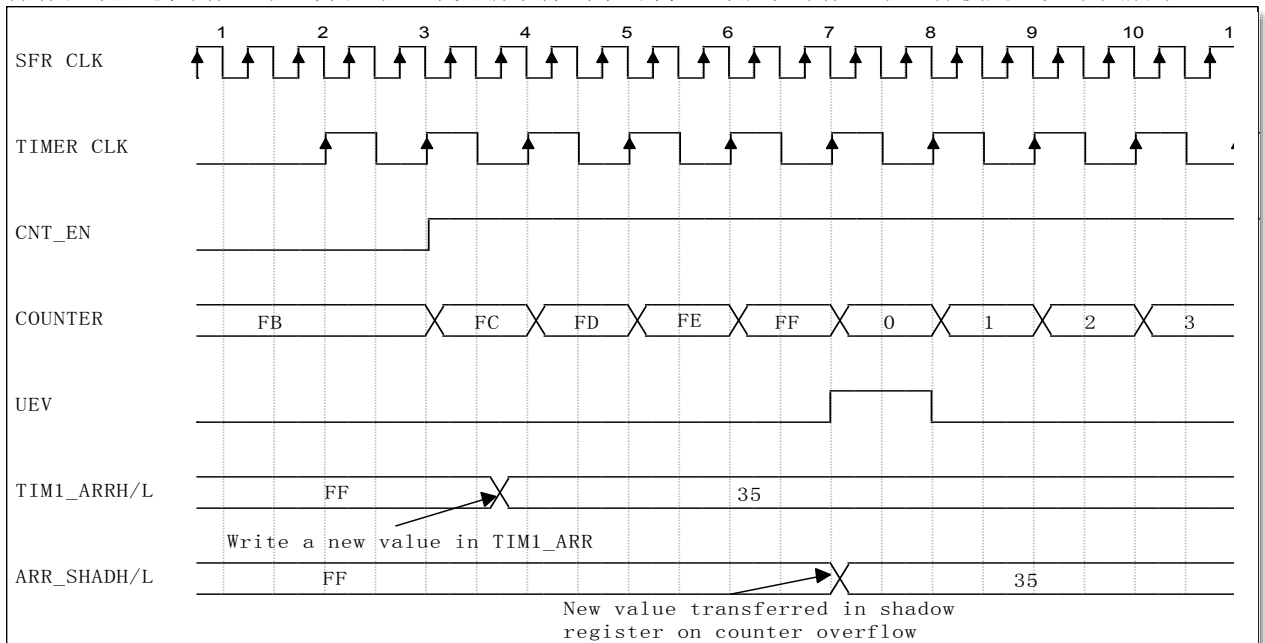 1 2 3 4 5 6 7 8 9 10 1
SFR CLK
TIMER CLK
CNT_EN
COUNTER FB FC FD FE FF 0 1 2 3
UEV
TIM1_ARRH/L FF 35
Write a new value in TIM1_ARR
ARR_SHADH/L FF 35
New value transferred in shadow
register on counter overflow